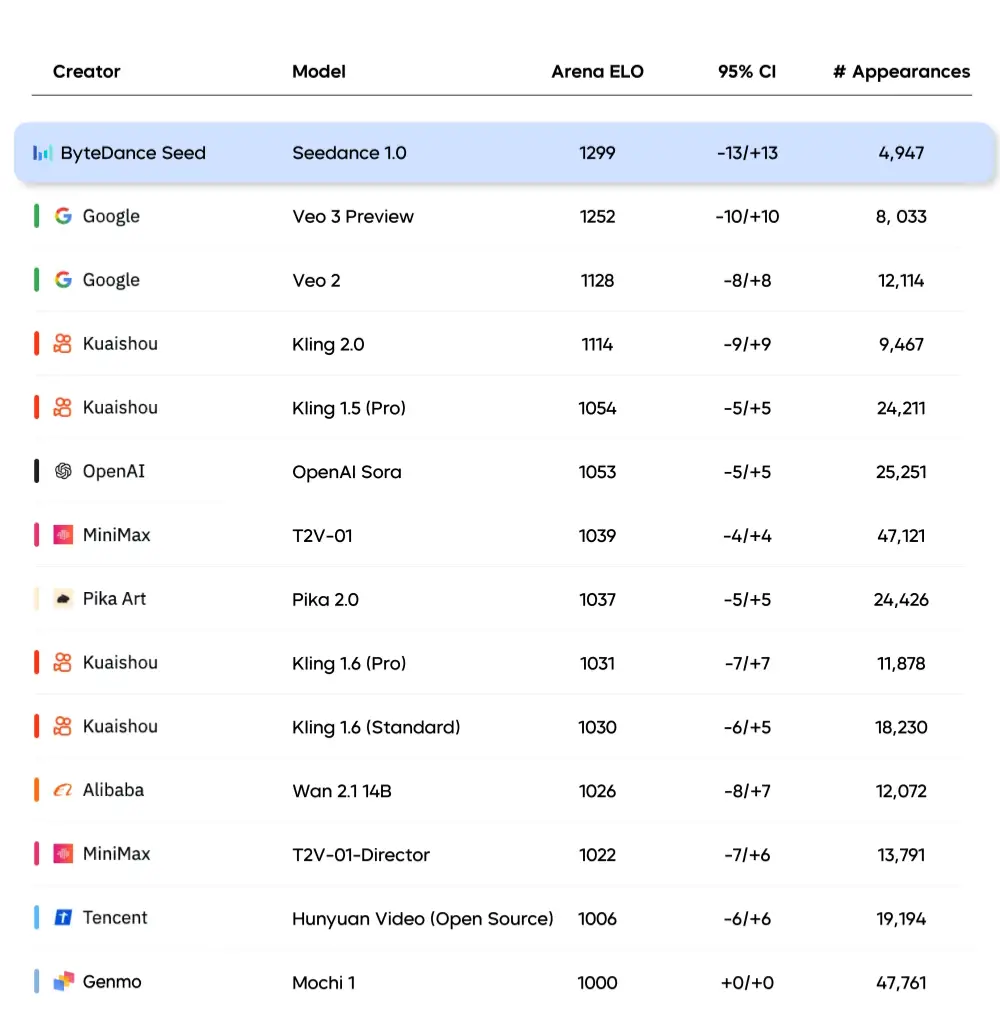 Creator Model Arena ELO 95% CI # Appearances
ByteDance Seed Seedance 1.0 1299 -13/+13 4,947
Google Veo 3 Preview 1252 -10/+10 8, 033
Google Veo 2 1128 -8/+8 12,114
Kuaishou Kling 2.0 1114 -9/+9 9,467
Kuaishou Kling 1.5 (Pro) 1054 -5/+5 24,211
OpenAI OpenAI Sora 1053 -5/+5 25,251
MiniMax T2V-01 1039 -4/+4 47,121
Pika Art Pika 2.0 1037 -5/+5 24,426
Kuaishou Kling 1.6 (Pro) 1031 -7/+7 11,878
Kuaishou Kling 1.6 (Standard) 1030 -6/+5 18,230
Alibaba Wan 2.1 14B 1026 -8/+7 12,072
MiniMax T2V-01-Director 1022 -7/+6 13,791
Tencent Hunyuan Video (Open Source) 1006 -6/+6 19,194
Genmo Mochi 1 1000 +0/+0 47,761